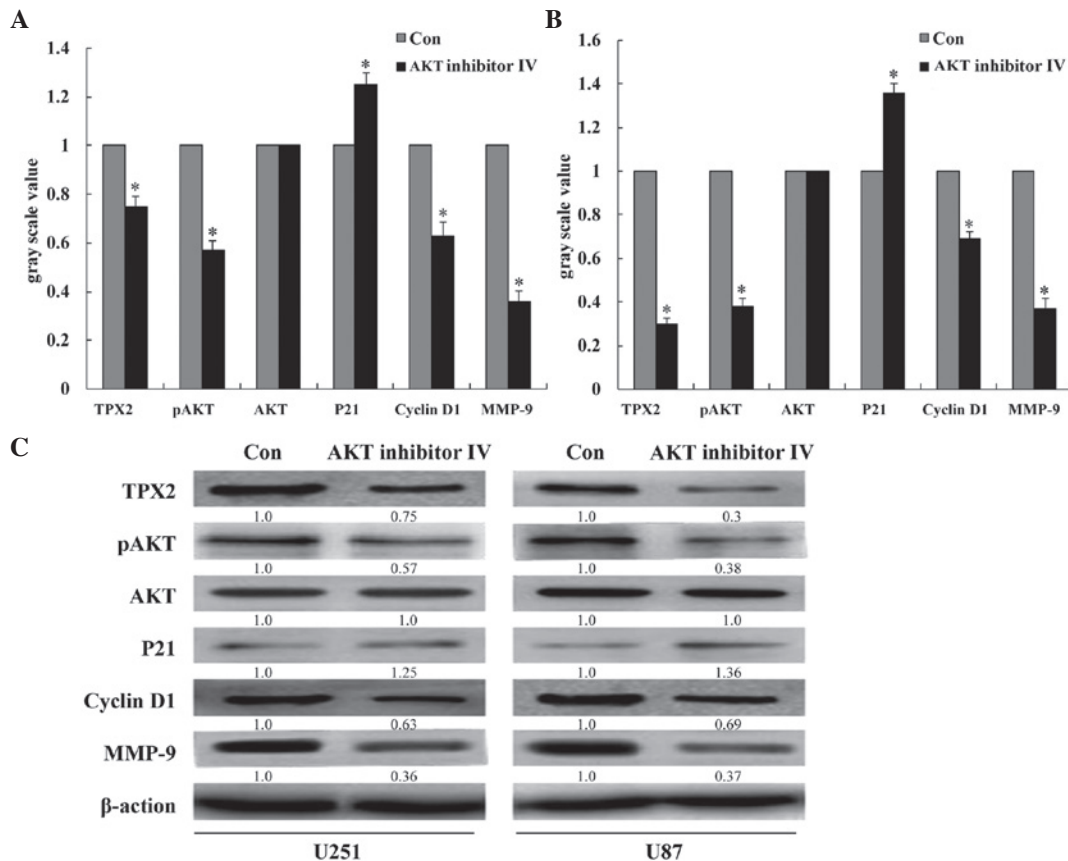 A
Con
AKT inhibitor IV
gray scale value
1.4
1.2
1
0.8
0.6
0.4
0.2
0
*
*
*
*
*
TPX2 pAKT AKT P21 Cyclin D1 MMP-9
B
Con
AKT inhibitor IV
gray scale value
1.6
1.4
1.2
1
0.8
0.6
0.4
0.2
0
*
*
*
*
*
TPX2 pAKT AKT P21 Cyclin D1 MMP-9
C
Con AKT inhibitor IV Con AKT inhibitor IV
TPX2
1.0 0.75 1.0 0.3
pAKT
1.0 0.57 1.0 0.38
AKT
1.0 1.0 1.0 1.0
P21
1.0 1.25 1.0 1.36
Cyclin D1
1.0 0.63 1.0 0.69
MMP-9
1.0 0.36 1.0 0.37
β-action
U251 U87